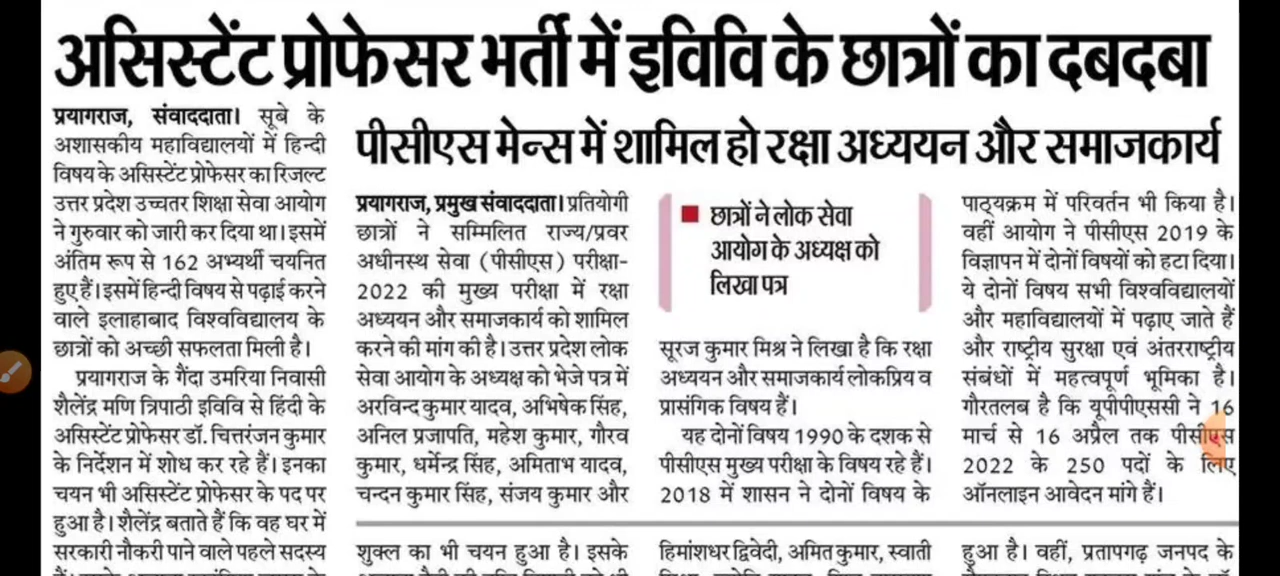 असिस्टेंट प्रोफेसर भर्ती में इविवि के छात्रों का दबदबा
प्रयागराज, संवाददाता। सूबे के
अशासकीय महाविद्यालयों में हिन्दी
विषय के असिस्टेंट प्रोफेसर का रिजल्ट
उत्तर प्रदेश उच्चतर शिक्षा सेवा आयोग
ने गुरुवार को जारी कर दिया था। इसमें
अंतिम रूप से 162 अभ्यर्थी चयनित
हुए हैं। इसमें हिन्दी विषय से पढ़ाई करने
वाले इलाहाबाद विश्वविद्यालय के
छात्रों को अच्छी सफलता मिली है।
प्रयागराज के गैंदा उमरिया निवासी
शैलेंद्र मणि त्रिपाठी इविवि से हिंदी के
असिस्टेंट प्रोफेसर डॉ. चित्तरंजन कुमार
के निर्देशन में शोध कर रहे हैं। इनका
चयन भी असिस्टेंट प्रोफेसर के पद पर
हुआ है। शैलेंद्र बताते हैं कि वह घर में
सरकारी नौकरी पाने वाले पहले सदस्य
पीसीएस मेन्स में शामिल हो रक्षा अध्ययन और समाजकार्य
प्रयागराज, प्रमुख संवाददाता। प्रतियोगी
छात्रों ने सम्मिलित राज्य/प्रवर
अधीनस्थ सेवा (पीसीएस) परीक्षा-
2022 की मुख्य परीक्षा में रक्षा
अध्ययन और समाजकार्य को शामिल
करने की मांग की है। उत्तर प्रदेश लोक
सेवा आयोग के अध्यक्ष को भेजे पत्र में
अरविन्द कुमार यादव, अभिषेक सिंह,
अनिल प्रजापति, महेश कुमार, गौरव
कुमार, धर्मेन्द्र सिंह, अमिताभ यादव,
चन्दन कुमार सिंह, संजय कुमार और
छात्रों ने लोक सेवा
आयोग के अध्यक्ष को
लिखा पत्र
सूरज कुमार मिश्र ने लिखा है कि रक्षा
अध्ययन और समाजकार्य लोकप्रिय व
प्रासंगिक विषय हैं।
यह दोनों विषय 1990 के दशक से
पीसीएस मुख्य परीक्षा के विषय रहे हैं।
2018 में शासन ने दोनों विषय के
पाठ्यक्रम में परिवर्तन भी किया है।
वहीं आयोग ने पीसीएस 2019 के
विज्ञापन में दोनों विषयों को हटा दिया।
ये दोनों विषय सभी विश्वविद्यालयों
और महाविद्यालयों में पढ़ाए जाते हैं
और राष्ट्रीय सुरक्षा एवं अंतरराष्ट्रीय
संबंधों में महत्वपूर्ण भूमिका है।
गौरतलब है कि यूपीपीएससी ने 16
मार्च से 16 अप्रैल तक पीसीएस
2022 के 250 पदों के लिए
ऑनलाइन आवेदन मांगे हैं।
शुक्ल का भी चयन हुआ है। इसके
हिमांशधर द्विवेदी, अमित कुमार, स्वाती
हुआ है। वहीं, प्रतापगढ़ जनपद के